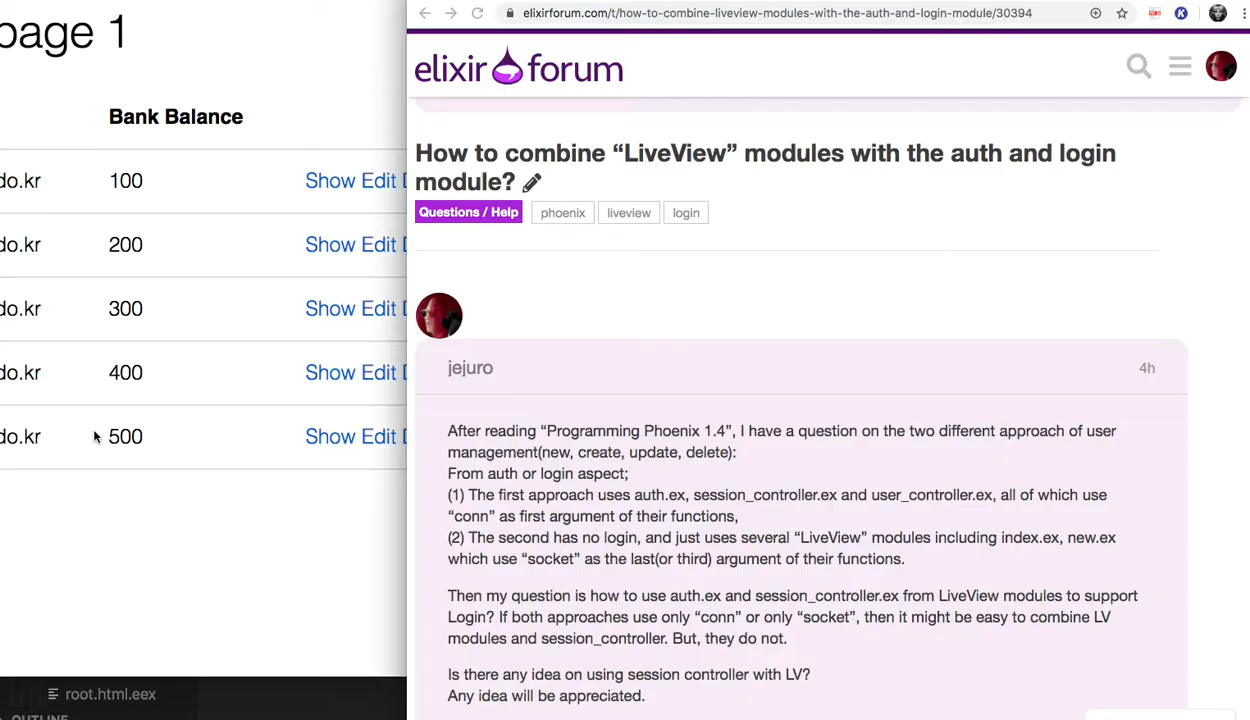 page 1
Bank Balance
do.kr 100 Show Edit D
do.kr 200 Show Edit D
do.kr 300 Show Edit D
do.kr 400 Show Edit D
do.kr 500 Show Edit D
root.html.eex
OUTLINE
elixirforum.com/t/how-to-combine-liveview-modules-with-the-auth-and-login-module/30394
elixir forum
How to combine “LiveView” modules with the auth and login
module?
Questions / Help phoenix liveview login
jejuro 4h
After reading “Programming Phoenix 1.4”, I have a question on the two different approach of user
management(new, create, update, delete):
From auth or login aspect;
(1) The first approach uses auth.ex, session_controller.ex and user_controller.ex, all of which use
“conn” as first argument of their functions,
(2) The second has no login, and just uses several “LiveView” modules including index.ex, new.ex
which use “socket” as the last(or third) argument of their functions.
Then my question is how to use auth.ex and session_controller.ex from LiveView modules to support
Login? If both approaches use only “conn” or only “socket”, then it might be easy to combine LV
modules and session_controller. But, they do not.
Is there any idea on using session controller with LV?
Any idea will be appreciated.